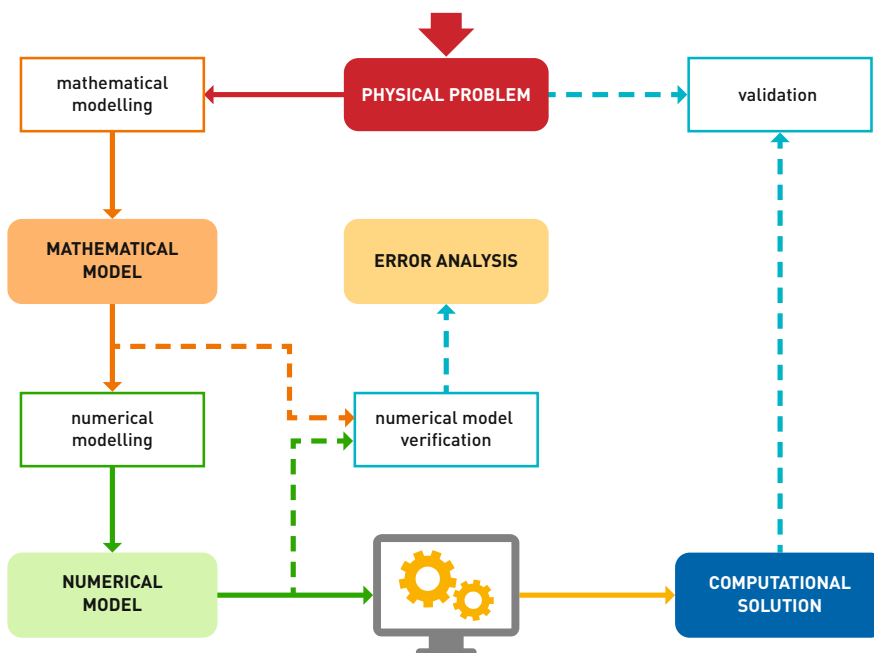 mathematical
modelling
PHYSICAL PROBLEM
validation
MATHEMATICAL
MODEL
ERROR ANALYSIS
numerical
modelling
numerical model
verification
NUMERICAL
MODEL
COMPUTATIONAL
SOLUTION